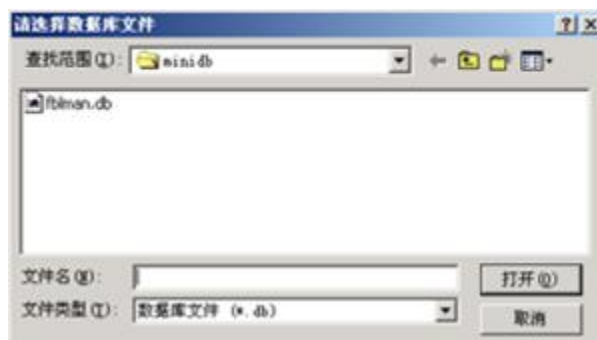 请选择数据库文件
查找范围(I): minidb
fblman.db
文件名(N): 打开(O)
文件类型(T): 数据库文件 (*.db) 取消